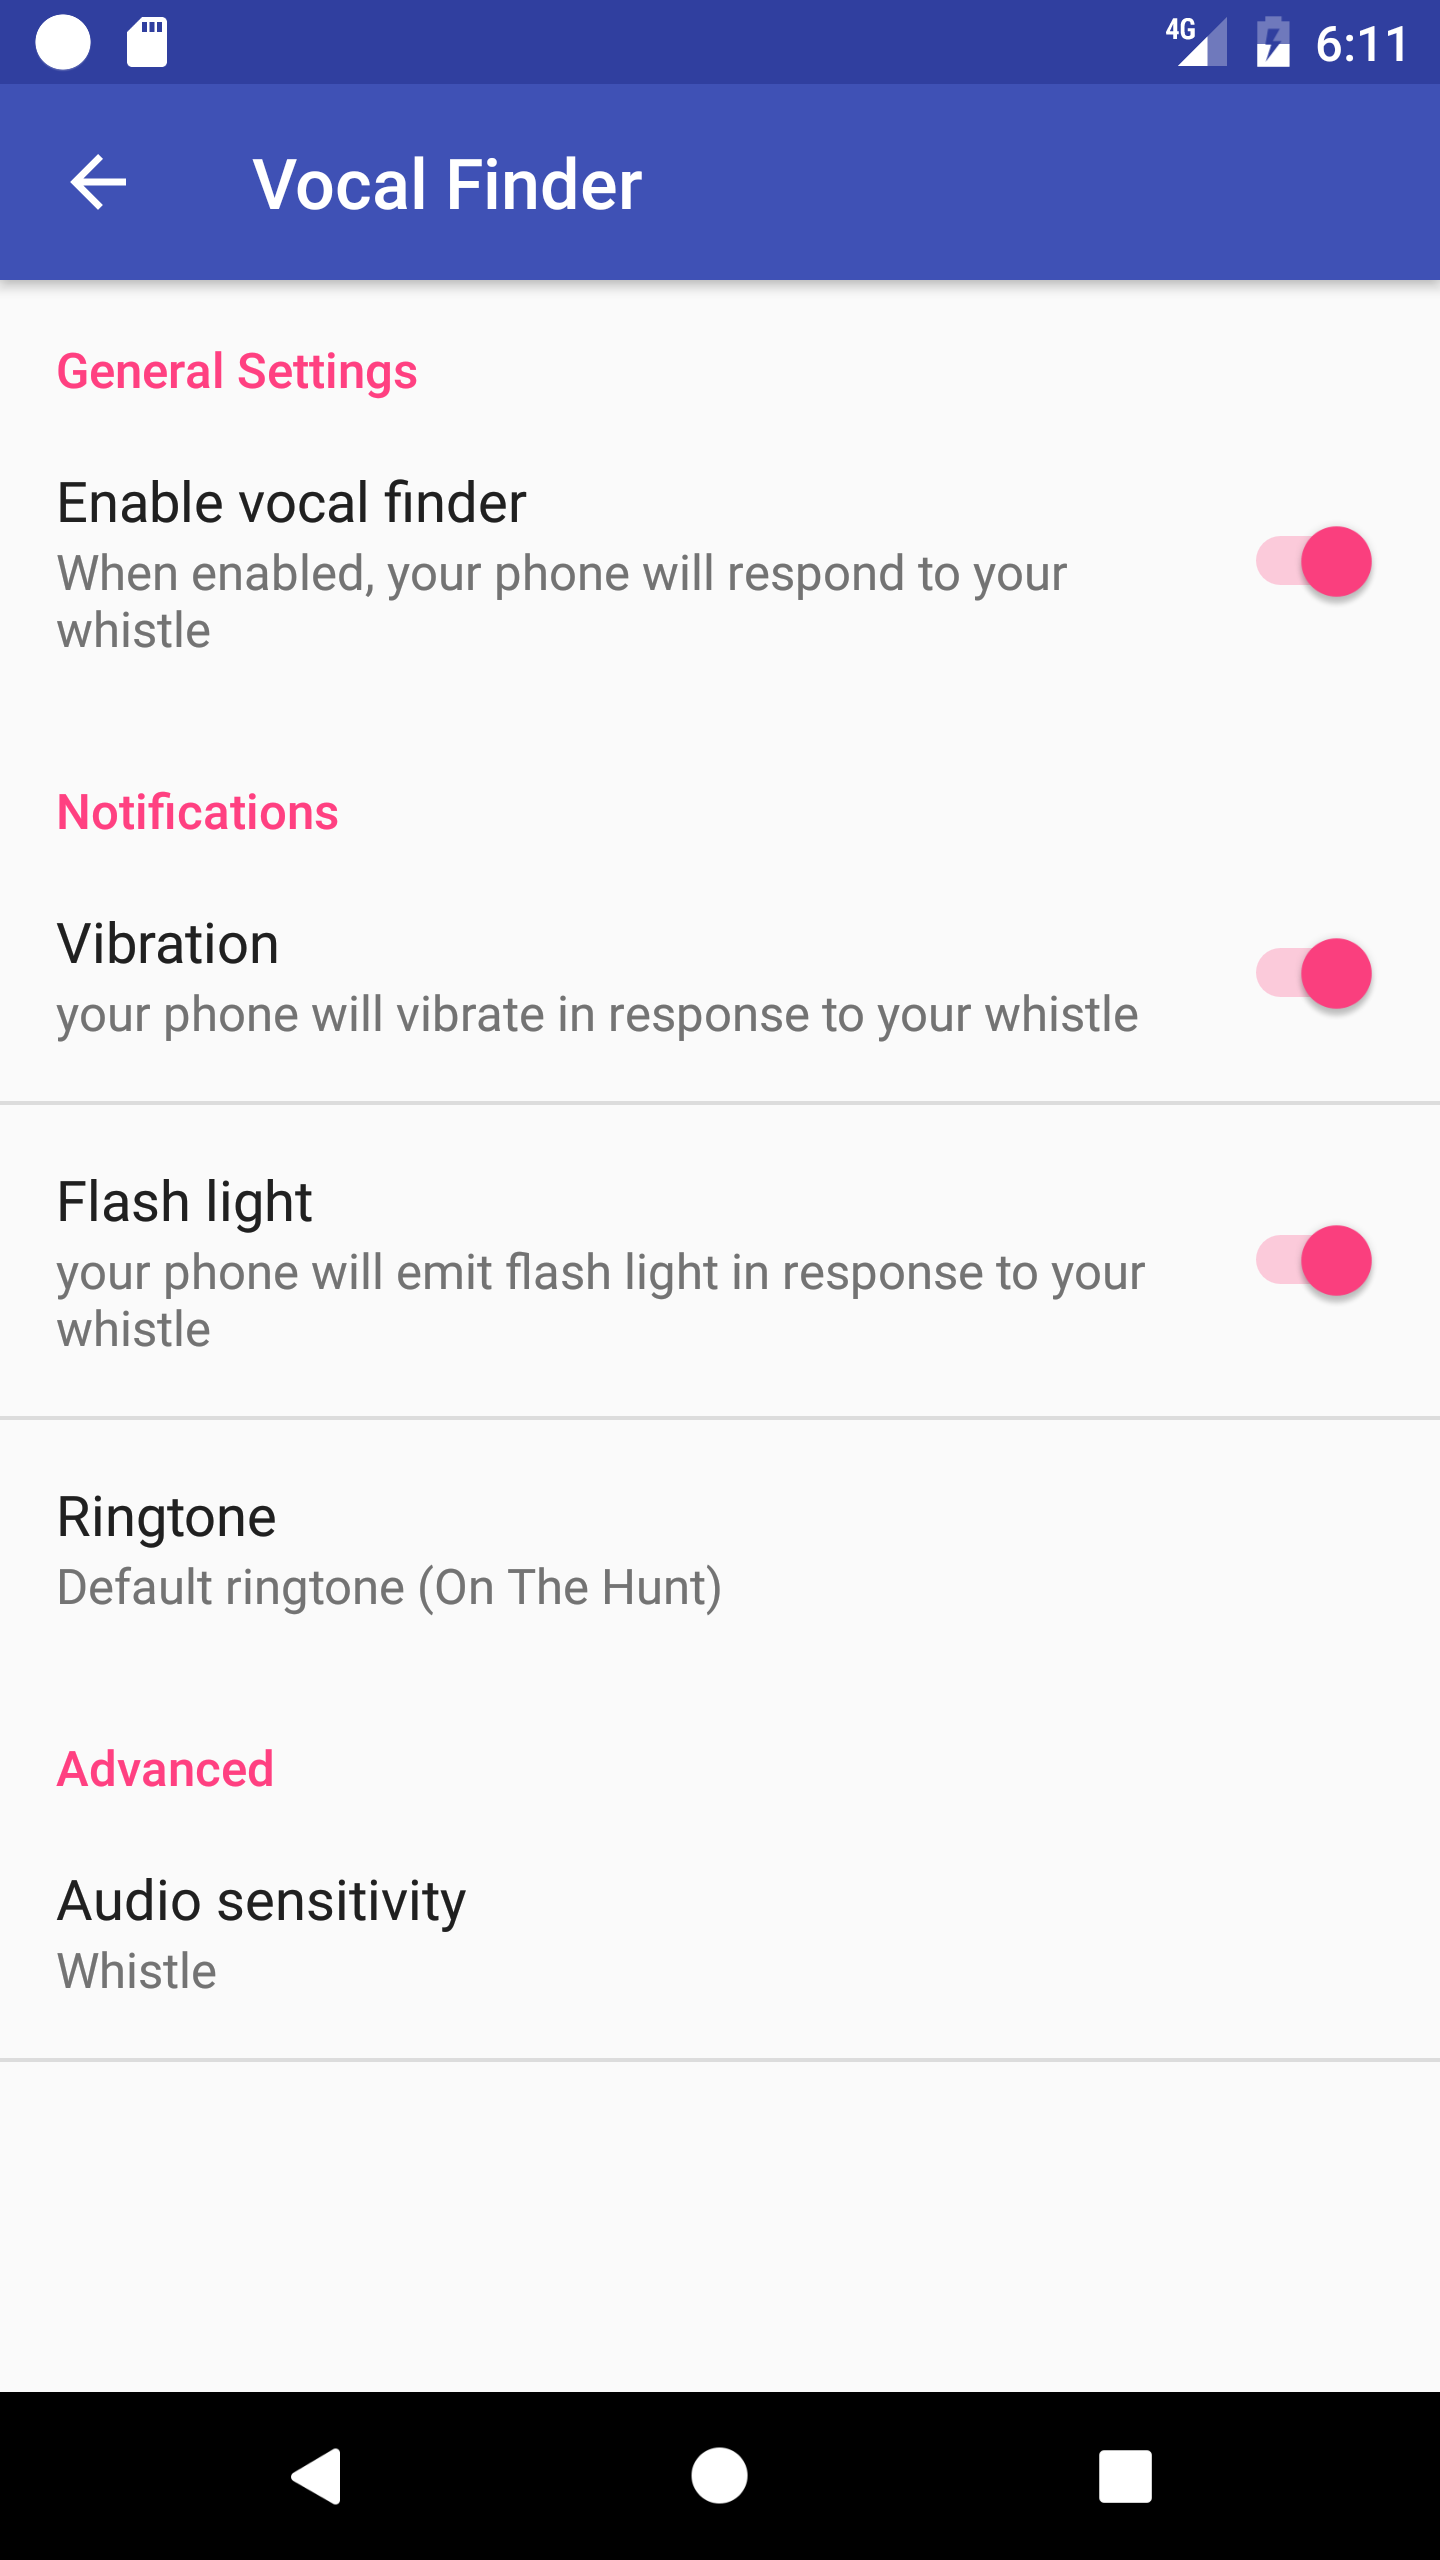 4G 6:11
Vocal Finder
General Settings
Enable vocal finder
When enabled, your phone will respond to your
whistle
Notifications
Vibration
your phone will vibrate in response to your whistle
Flash light
your phone will emit flash light in response to your
whistle
Ringtone
Default ringtone (On The Hunt)
Advanced
Audio sensitivity
Whistle